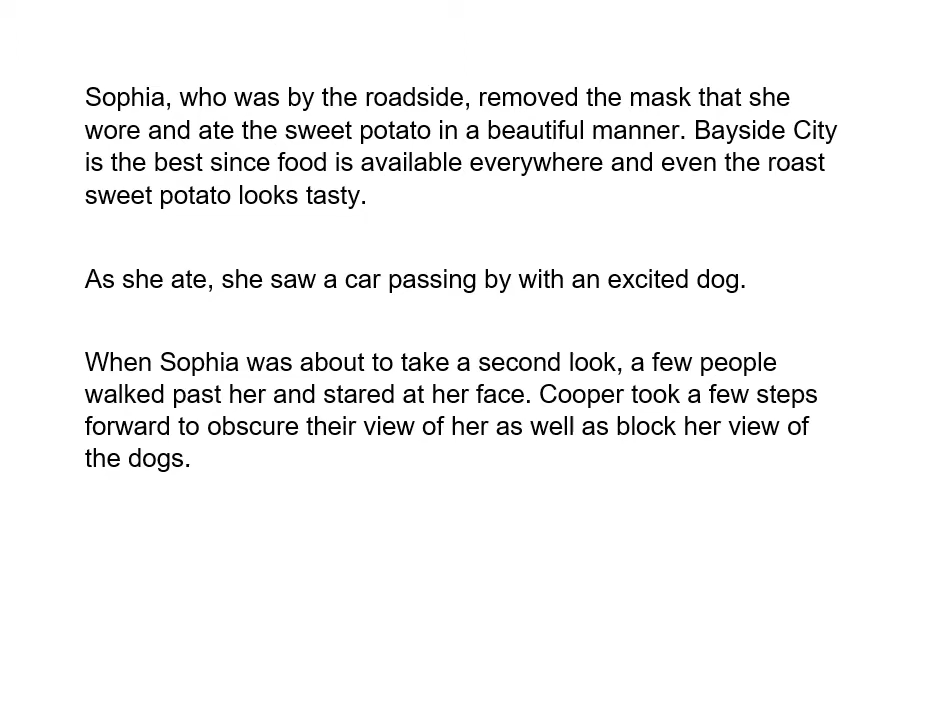 Sophia, who was by the roadside, removed the mask that she
wore and ate the sweet potato in a beautiful manner. Bayside City
is the best since food is available everywhere and even the roast
sweet potato looks tasty.
As she ate, she saw a car passing by with an excited dog.
When Sophia was about to take a second look, a few people
walked past her and stared at her face. Cooper took a few steps
forward to obscure their view of her as well as block her view of
the dogs.